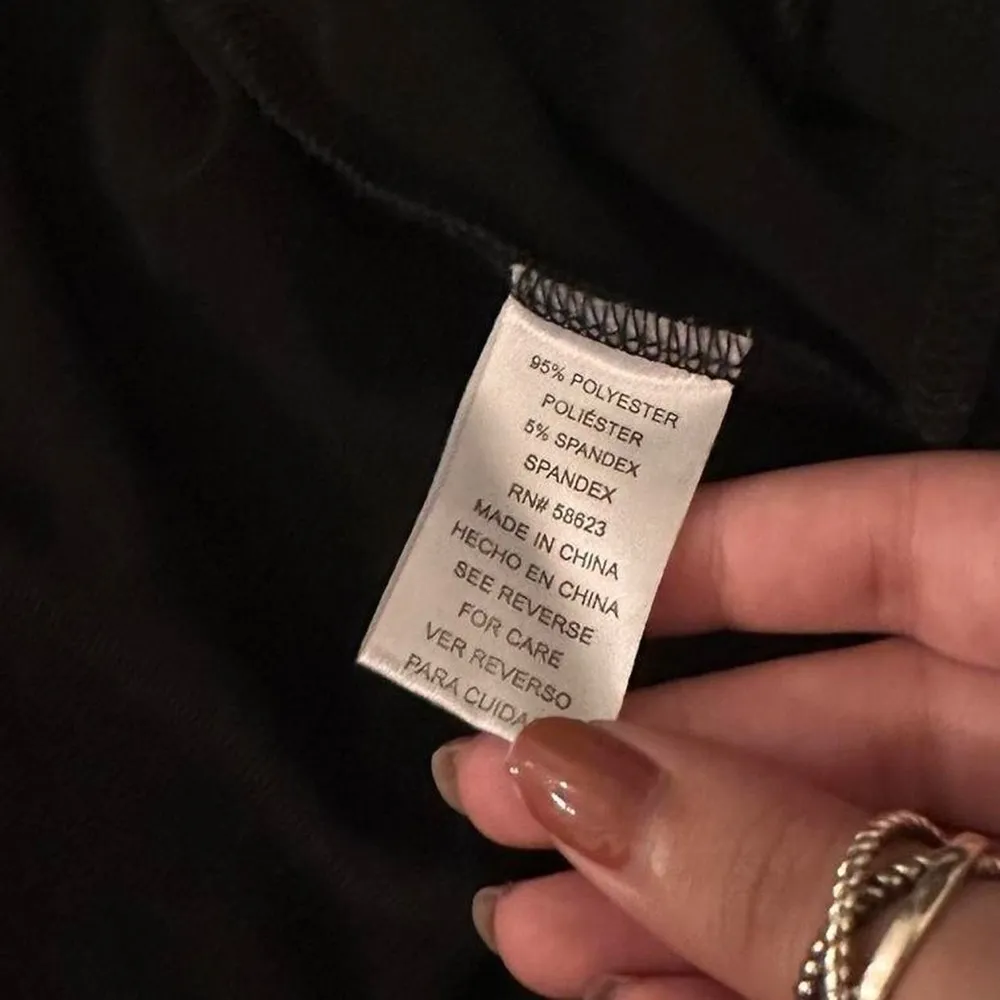 95% POLYESTER
POLIÉSTER
5% SPANDEX
SPANDEX
RN# 58623
MADE IN CHINA
HECHO EN CHINA
SEE REVERSE
FOR CARE
VER REVERSO
PARA